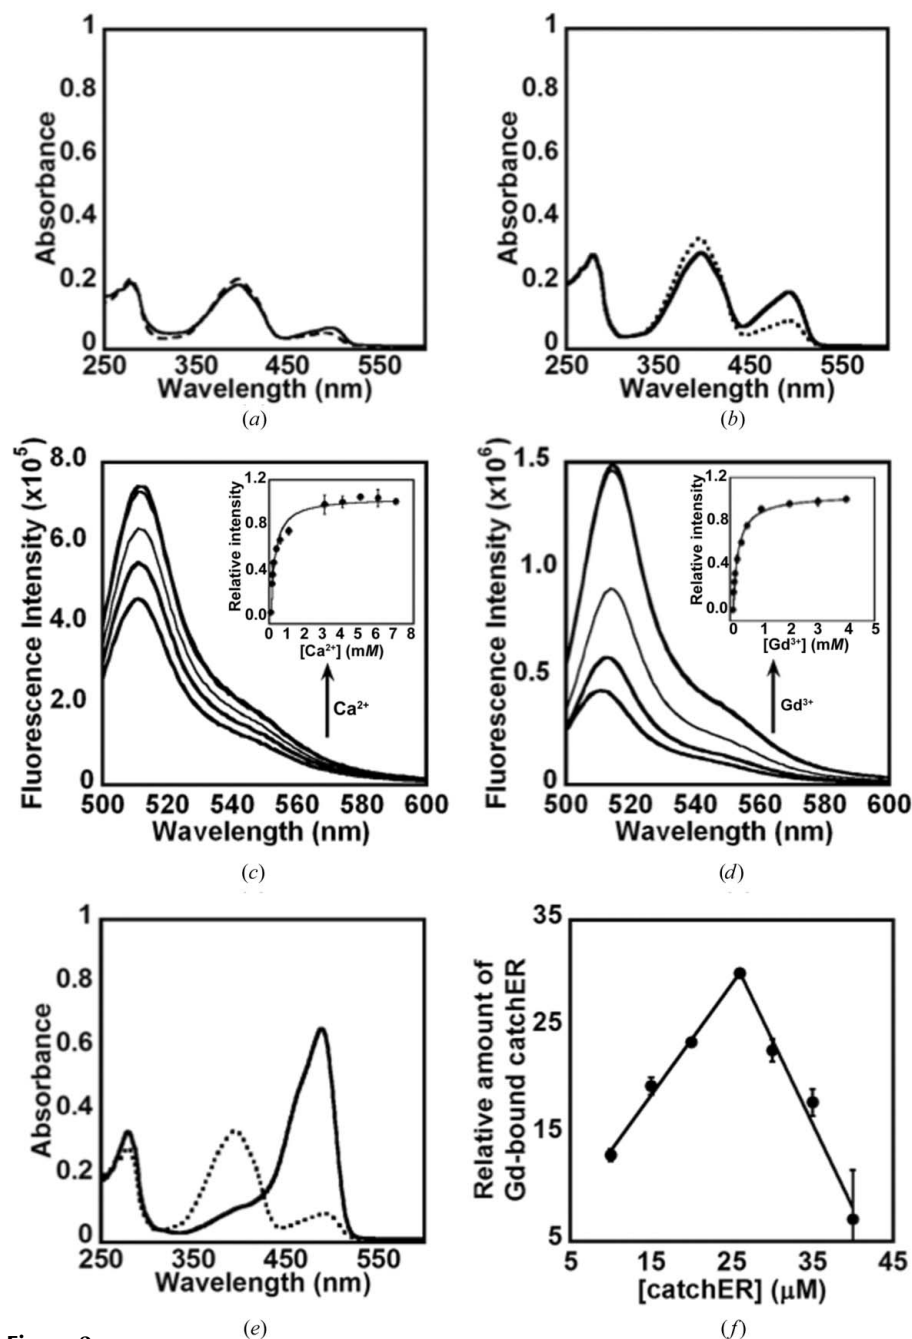 1
0.8
0.6
0.4
0.2
0
Absorbance
250 350 450 550
Wavelength (nm)
(a)
1
0.8
0.6
0.4
0.2
0
Absorbance
250 350 450 550
Wavelength (nm)
(b)
Fluorescence Intensity (x10⁵)
8.0
6.0
4.0
2.0
0
1.2
0.8
0.4
0.0
Relative intensity
0 1 2 3 4 5 6 7 8
[Ca²⁺] (mM)
Ca²⁺
500 520 540 560 580 600
Wavelength (nm)
(c)
Fluorescence Intensity (x10⁶)
1.5
1.0
0.5
0
1.2
0.8
0.4
0.0
Relative intensity
0 1 2 3 4 5
[Gd³⁺] (mM)
Gd³⁺
500 520 540 560 580 600
Wavelength (nm)
(d)
1
0.8
0.6
0.4
0.2
0
Absorbance
250 350 450 550
Wavelength (nm)
(e)
35
25
15
5
Relative amount of
Gd-bound catchER
5 15 25 35 45
[catchER] (μM)
(f)